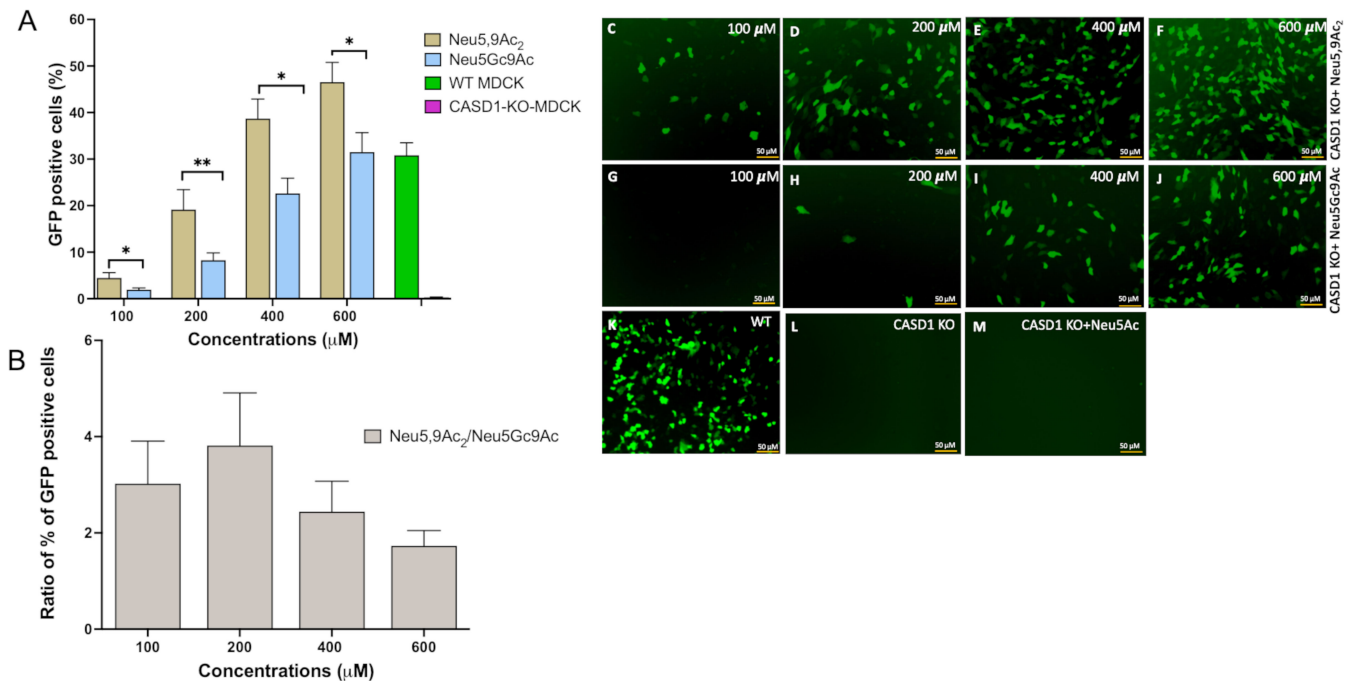 A
GFP positive cells (%)
60
50
40
30
20
10
0
*
**
*
*
Neu5,9Ac₂
Neu5Gc9Ac
WT MDCK
CASD1-KO-MDCK
100 200 400 600
Concentrations (μM)
B
Ratio of % of GFP positive cells
6
4
2
0
Neu5,9Ac₂/Neu5Gc9Ac
100 200 400 600
Concentrations (μM)
C 100 μM 50 μM
D 200 μM 50 μM
E 400 μM 50 μM
F 600 μM 50 μM
CASD1 KO+ Neu5,9Ac₂
G 100 μM 50 μM
H 200 μM 50 μM
I 400 μM 50 μM
J 600 μM 50 μM
CASD1 KO+ Neu5Gc9Ac
K WT 50 μM
L CASD1 KO 50 μM
M CASD1 KO+Neu5Ac 50 μM